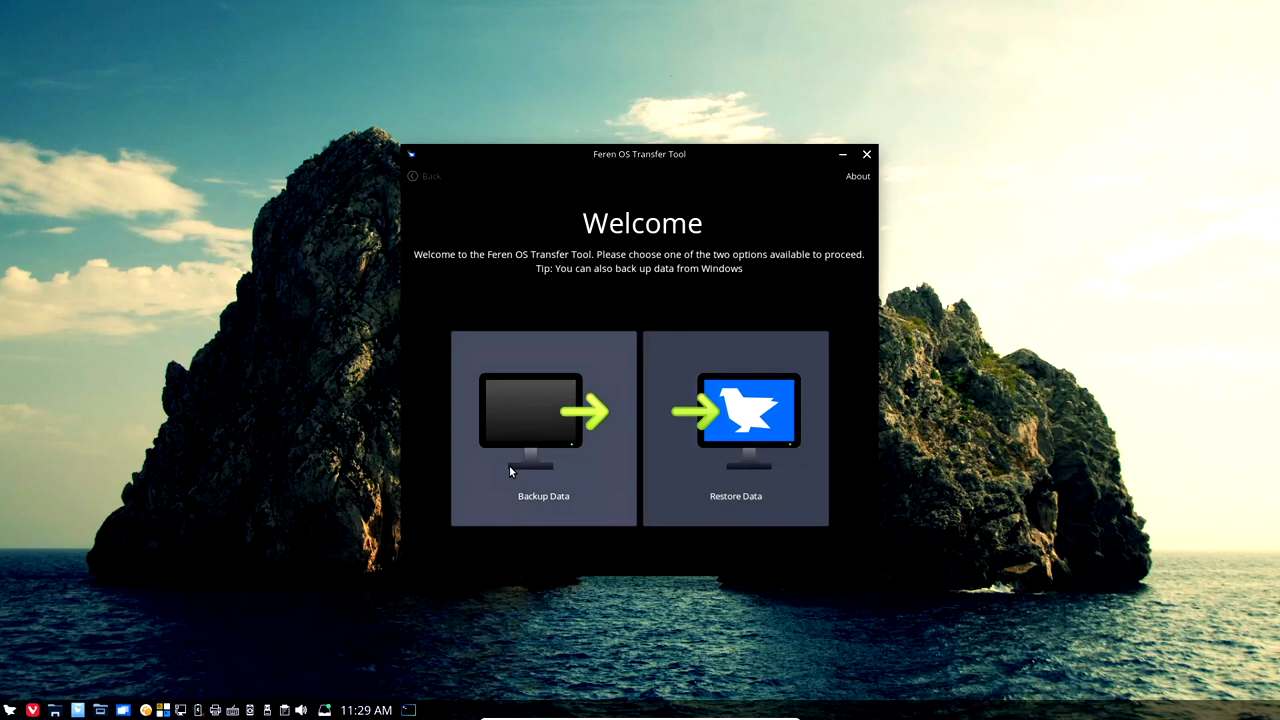 Feren OS Transfer Tool
Back
About
Welcome
Welcome to the Feren OS Transfer Tool. Please choose one of the two options available to proceed.
Tip: You can also back up data from Windows
Backup Data
Restore Data
11:29 AM